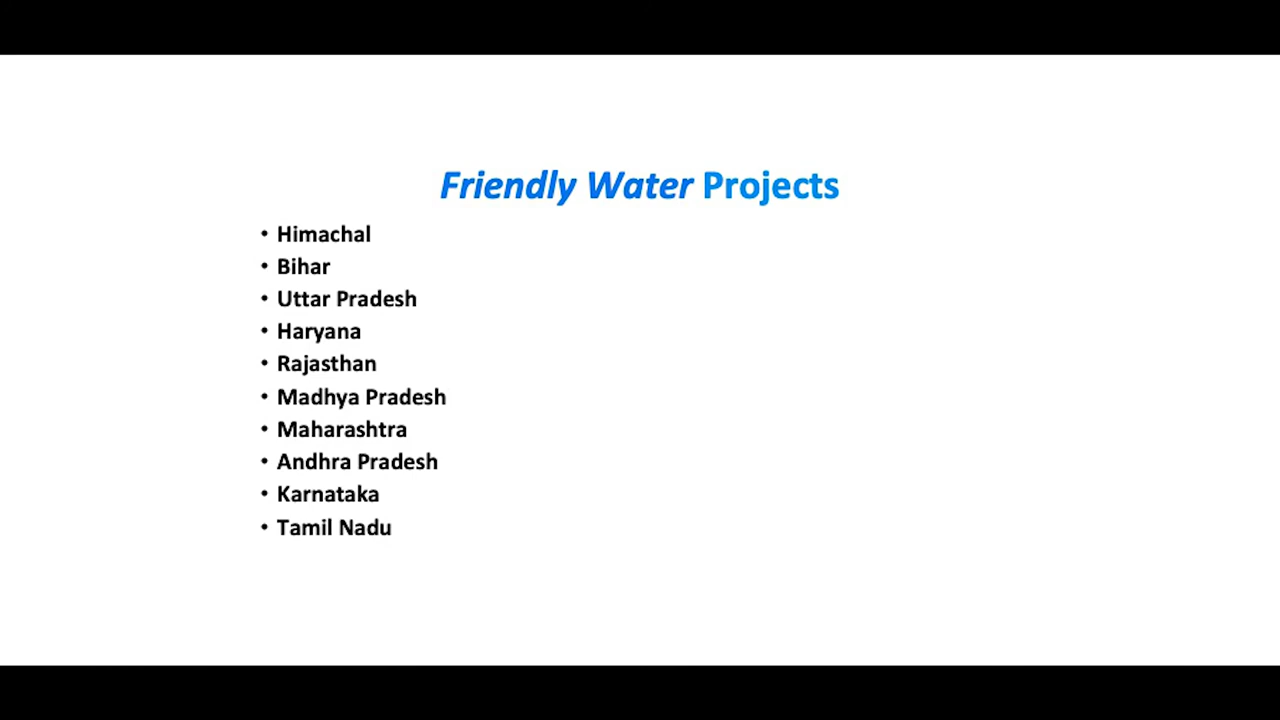 Friendly Water Projects
• Himachal
• Bihar
• Uttar Pradesh
• Haryana
• Rajasthan
• Madhya Pradesh
• Maharashtra
• Andhra Pradesh
• Karnataka
• Tamil Nadu